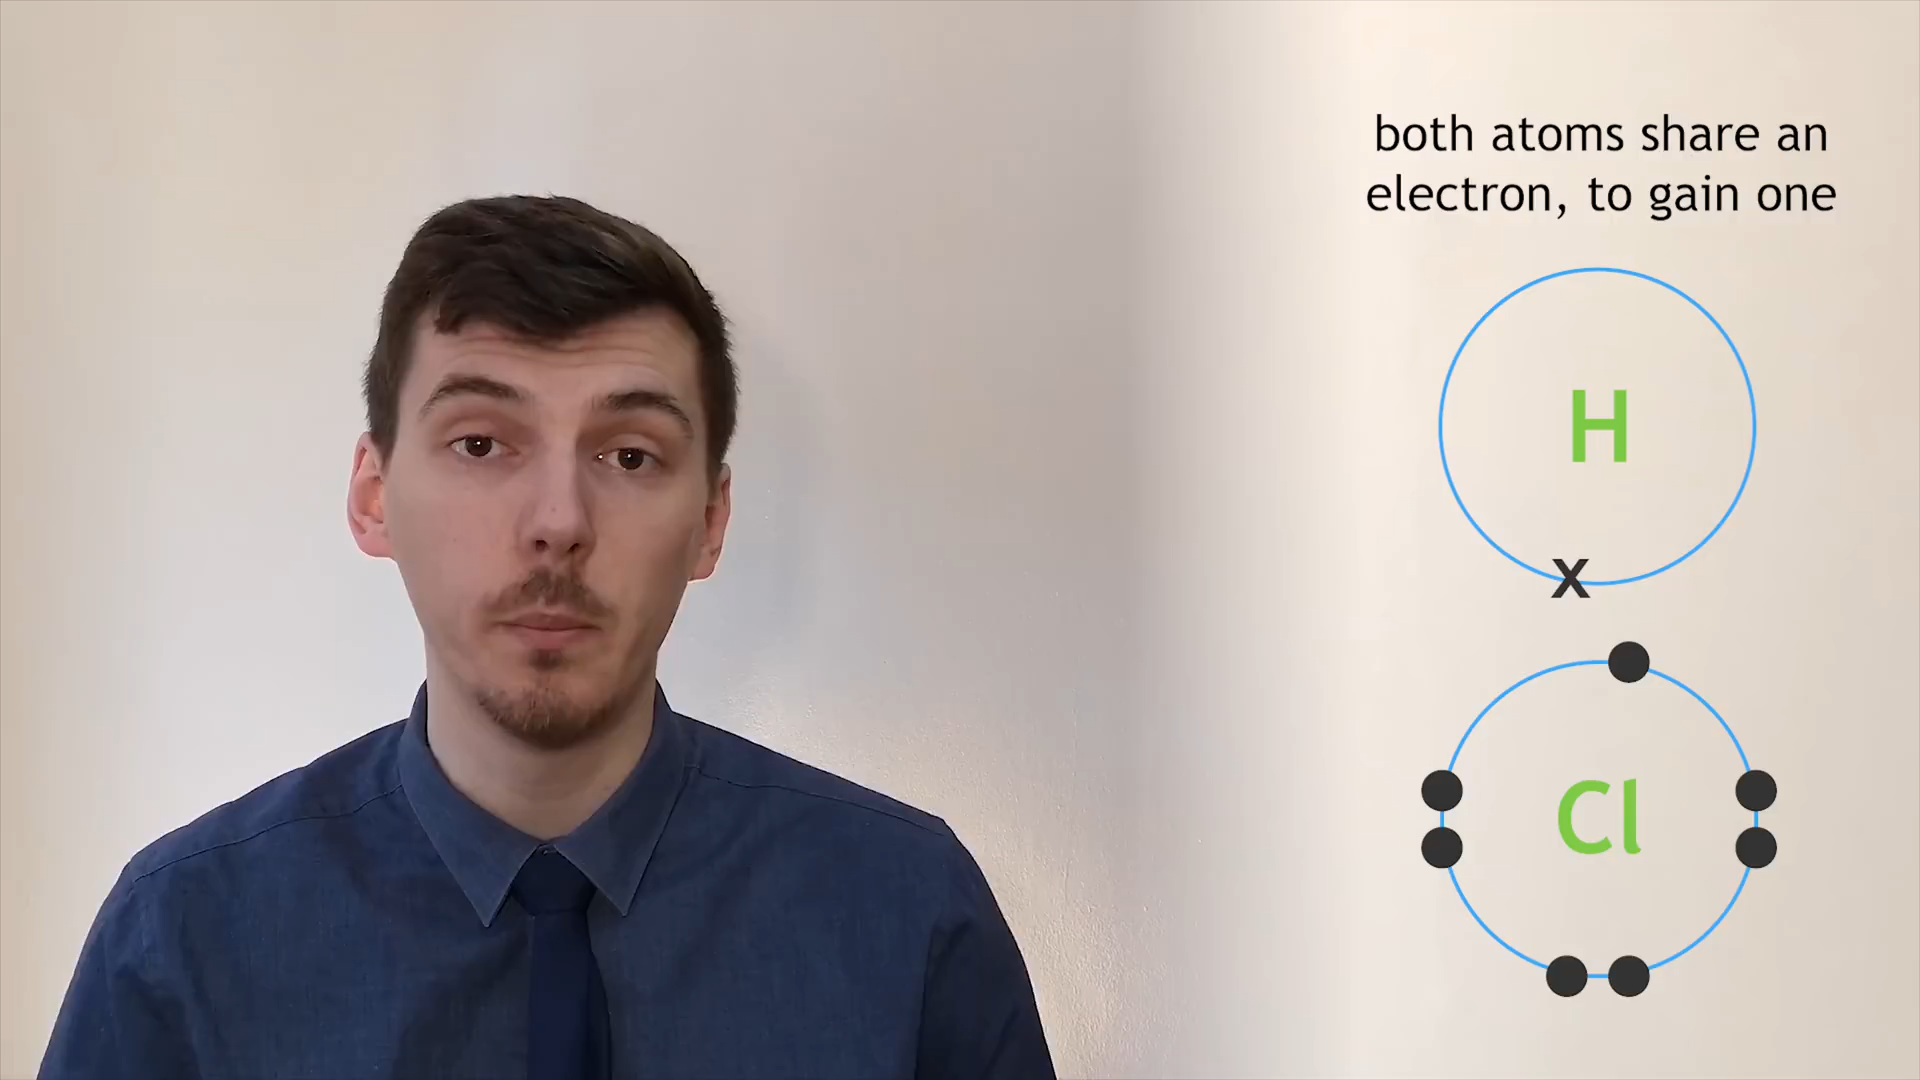 both atoms share an
electron, to gain one
H
x
Cl